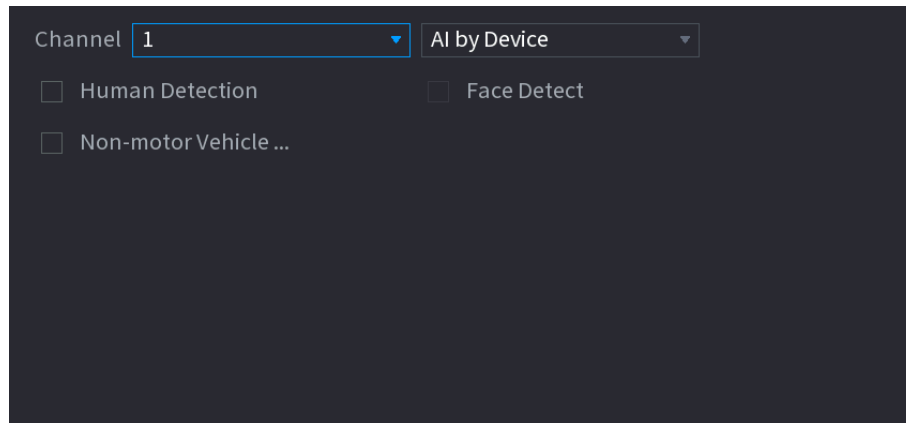 Channel 1 AI by Device
Human Detection Face Detect
Non-motor Vehicle ...